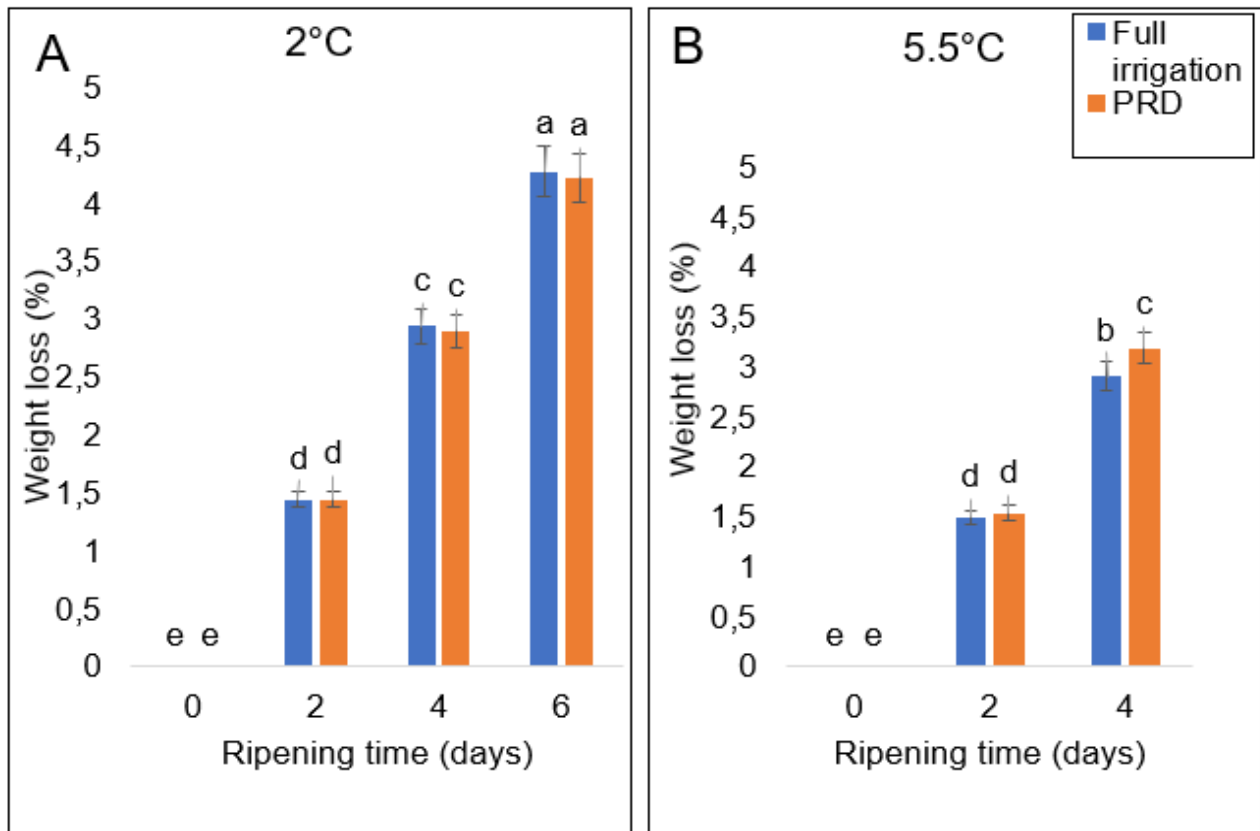 A
2°C
5
4,5
4
3,5
3
2,5
2
1,5
1
0,5
0
Weight loss (%)
e e
d d
c c
a a
0 2 4 6
Ripening time (days)
B
5.5°C
Full
irrigation
PRD
5
4,5
4
3,5
3
2,5
2
1,5
1
0,5
0
Weight loss (%)
e e
d d
b c
0 2 4
Ripening time (days)